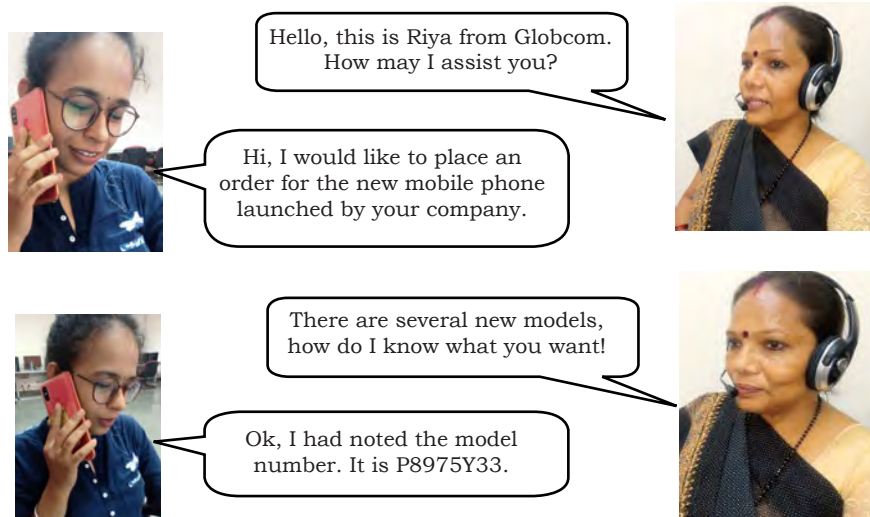 Hello, this is Riya from Globcom.
How may I assist you?
Hi, I would like to place an
order for the new mobile phone
launched by your company.
There are several new models,
how do I know what you want!
Ok, I had noted the model
number. It is P8975Y33.